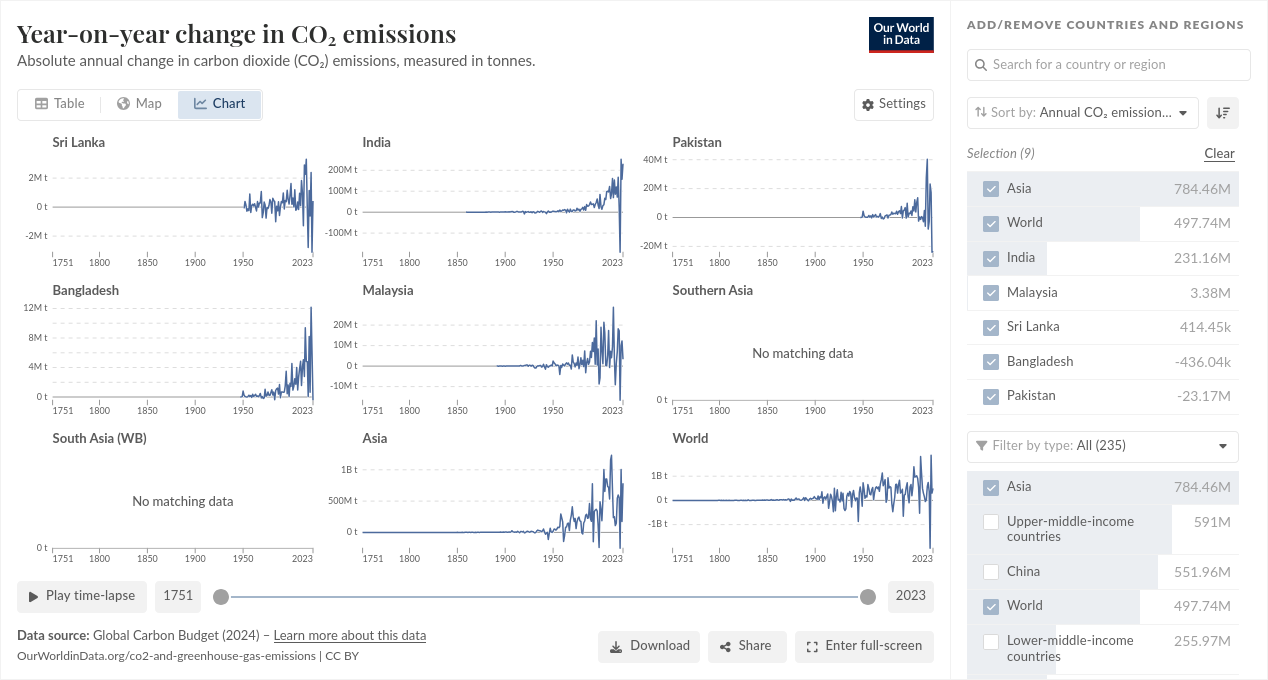 Year-on-year change in CO₂ emissions
Absolute annual change in carbon dioxide (CO₂) emissions, measured in tonnes.
Our World
in Data
Table
Map
Chart
Settings
Sri Lanka
2M t
0 t
-2M t
1751 1800 1850 1900 1950 2023
India
200M t
100M t
0 t
-100M t
1751 1800 1850 1900 1950 2023
Pakistan
40M t
20M t
0 t
-20M t
1751 1800 1850 1900 1950 2023
Bangladesh
12M t
8M t
4M t
0 t
1751 1800 1850 1900 1950 2023
Malaysia
20M t
10M t
0 t
-10M t
1751 1800 1850 1900 1950 2023
Southern Asia
No matching data
0 t
1751 1800 1850 1900 1950 2023
South Asia (WB)
No matching data
0 t
1751 1800 1850 1900 1950 2023
Asia
1B t
500M t
0 t
1751 1800 1850 1900 1950 2023
World
1B t
0 t
-1B t
1751 1800 1850 1900 1950 2023
Play time-lapse
1751
2023
Data source: Global Carbon Budget (2024) – Learn more about this data
OurWorldinData.org/co2-and-greenhouse-gas-emissions | CC BY
Download
Share
Enter full-screen
ADD/REMOVE COUNTRIES AND REGIONS
Search for a country or region
Sort by: Annual CO₂ emission...
Selection (9)
Clear
Asia 784.46M
World 497.74M
India 231.16M
Malaysia 3.38M
Sri Lanka 414.45k
Bangladesh -436.04k
Pakistan -23.17M
Filter by type: All (235)
Asia 784.46M
Upper-middle-income
countries
591M
China 551.96M
World 497.74M
Lower-middle-income
countries
255.97M